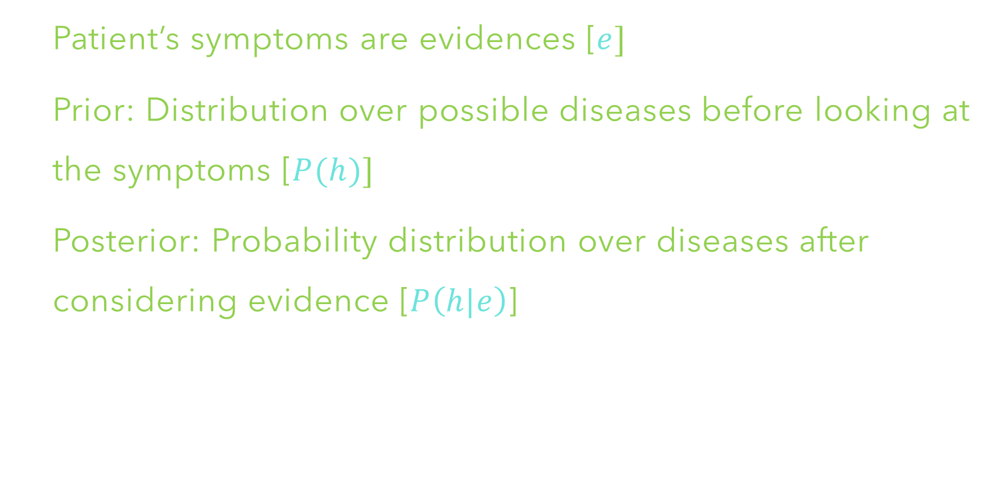 Patient’s symptoms are evidences [e]
Prior: Distribution over possible diseases before looking at
the symptoms [P(h)]
Posterior: Probability distribution over diseases after
considering evidence [P(h|e)]